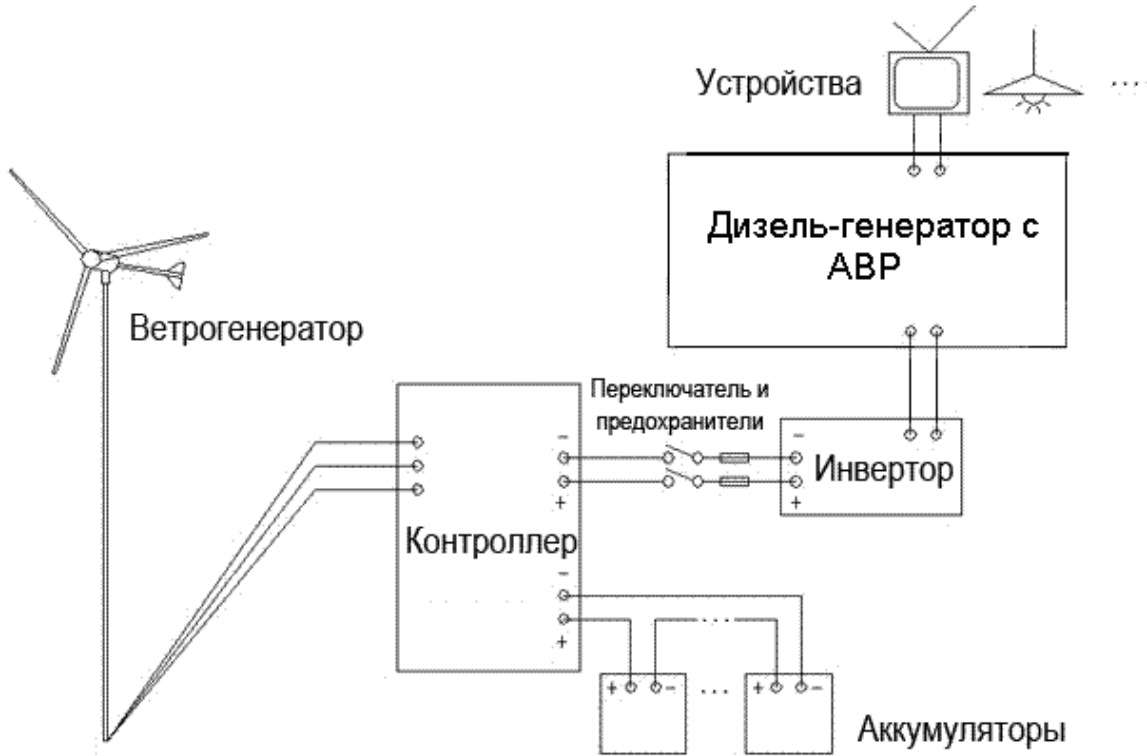 Устройства
...
Дизель-генератор с
АВР
Ветрогенератор
Переключатель и
предохранители
-
+
-
+
Инвертор
Контроллер
-
+
...
+ -
...
+ -
Аккумуляторы